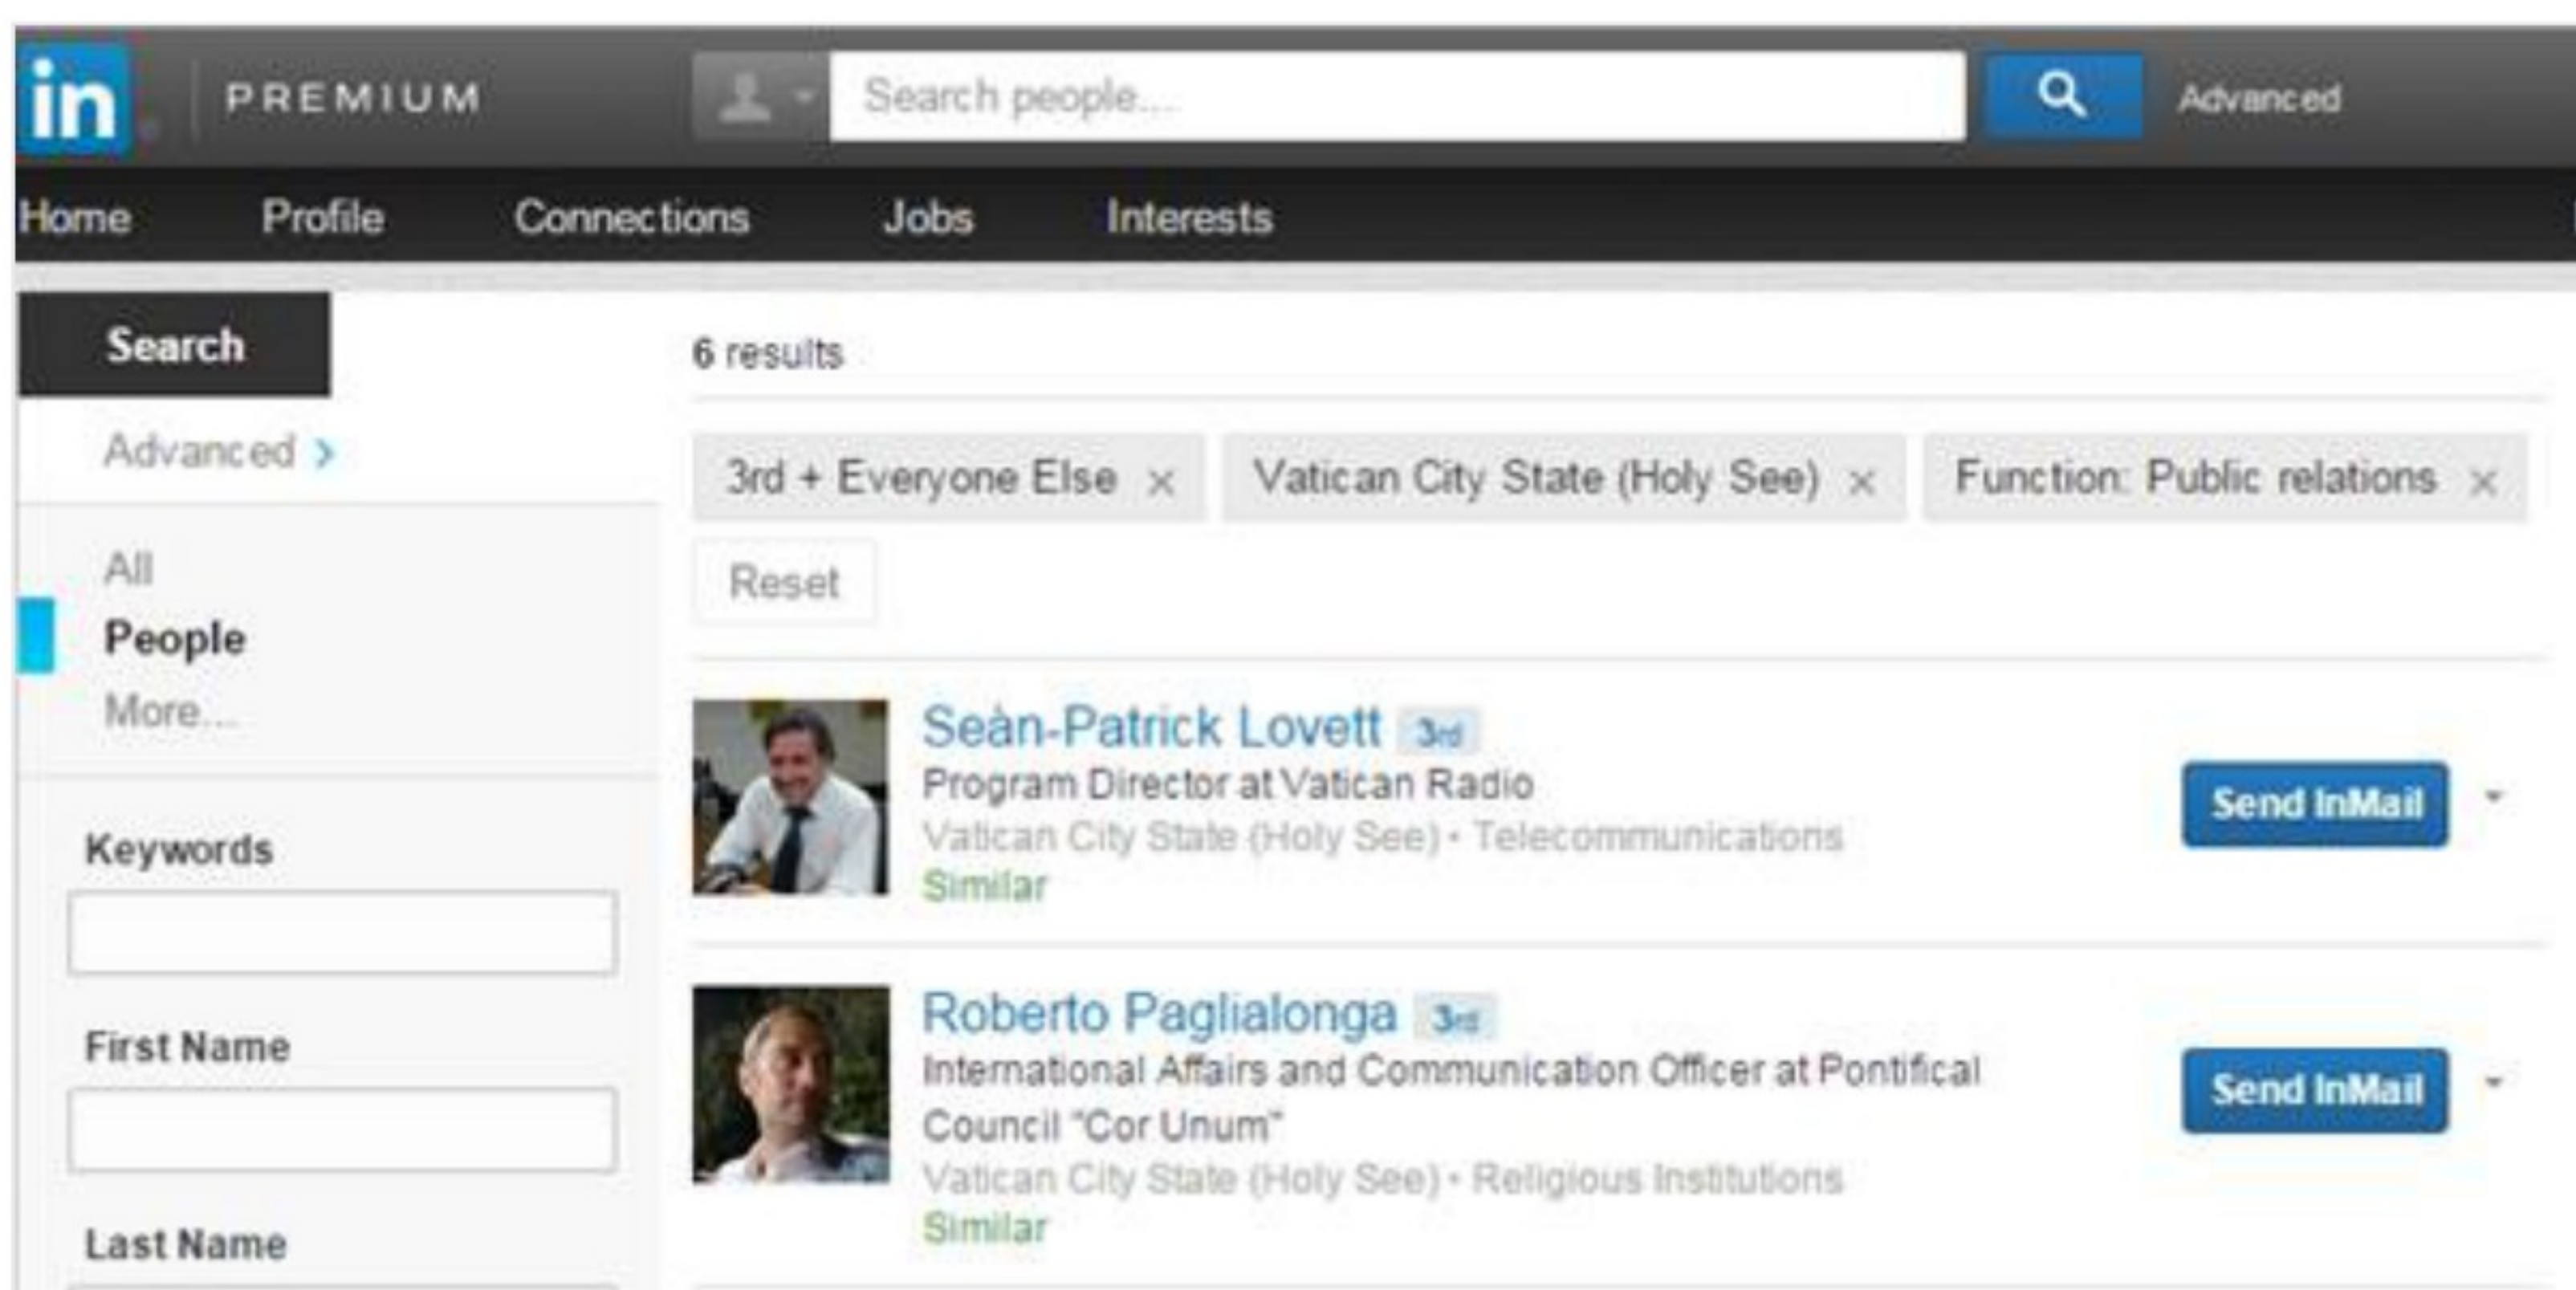 in PREMIUM Search people.... Advanced
Home Profile Connections Jobs Interests
Search
Advanced >
All
People
More...
Keywords
First Name
Last Name
6 results
3rd + Everyone Else × Vatican City State (Holy See) × Function: Public relations ×
Reset
Seàn-Patrick Lovett 3rd
Program Director at Vatican Radio
Vatican City State (Holy See) • Telecommunications
Similar
Send InMail
Roberto Paglialonga 3rd
International Affairs and Communication Officer at Pontifical
Council "Cor Unum"
Vatican City State (Holy See) • Religious Institutions
Similar
Send InMail